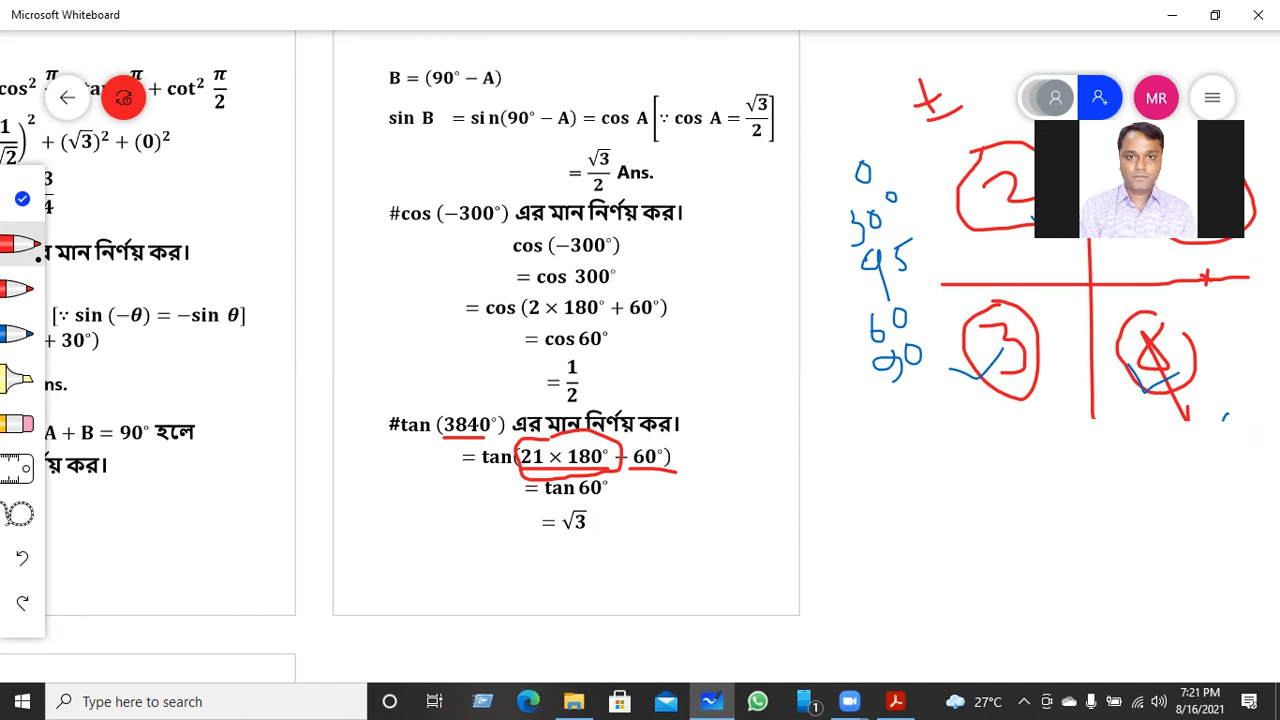 Microsoft Whiteboard
cos² π + cot² π/2
+ (√3)² + (0)²
3/4
মান নির্ণয় কর।
[∵ sin (−θ) = −sin θ]
+ 30°)
ns.
A + B = 90° হলে
র্ণয় কর।
B = (90° − A)
sin B = sin(90° − A) = cos A [∵ cos A = √3/2]
= √3/2 Ans.
#cos (−300°) এর মান নির্ণয় কর।
cos (−300°)
= cos 300°
= cos (2 × 180° + 60°)
= cos 60°
= 1/2
#tan (3840°) এর মান নির্ণয় কর।
= tan(21 × 180° + 60°)
= tan 60°
= √3
0
30°
45
60
90
2
3
4
MR
Type here to search
1
27°C
7:21 PM
8/16/2021